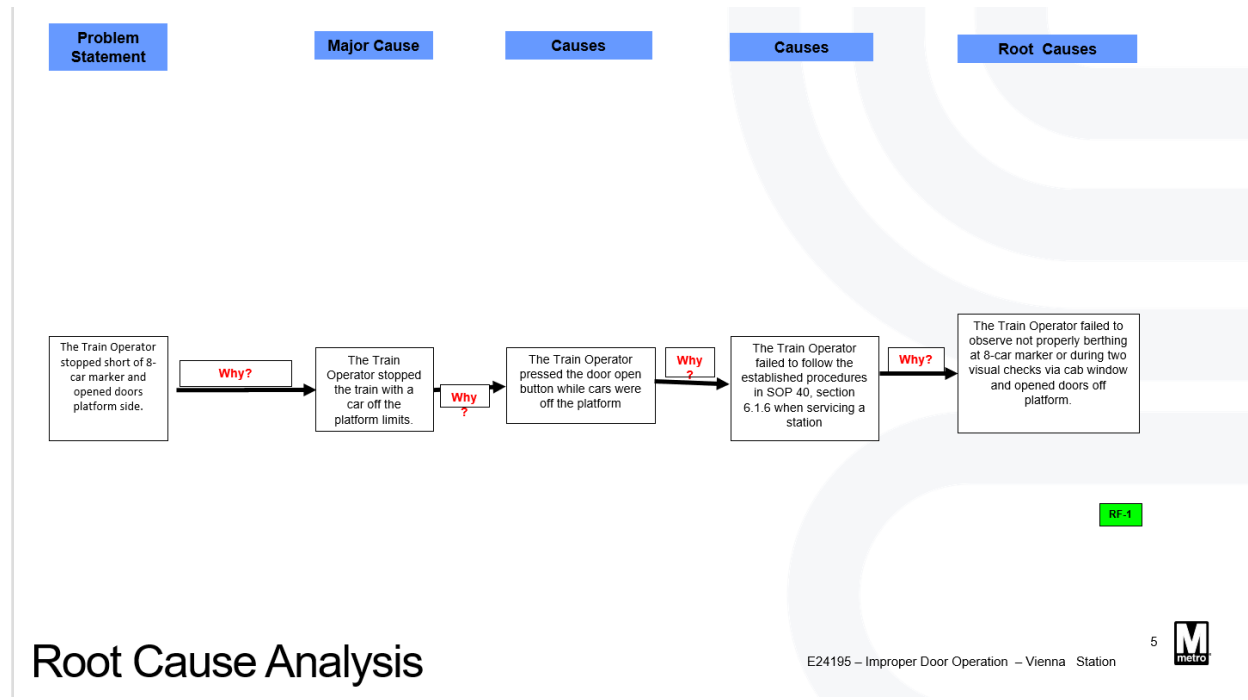 Problem
Statement
Major Cause
Causes
Causes
Root Causes
The Train Operator
stopped short of 8-
car marker and
opened doors
platform side.
Why?
The Train
Operator stopped
the train with a
car off the
platform limits.
Why
?
The Train Operator
pressed the door open
button while cars were
off the platform
Why
?
The Train Operator
failed to follow the
established procedures
in SOP 40, section
6.1.6 when servicing a
station
Why?
The Train Operator failed to
observe not properly berthing
at 8-car marker or during two
visual checks via cab window
and opened doors off
platform.
RF-1
Root Cause Analysis
E24195 – Improper Door Operation – Vienna Station
5
M
metro